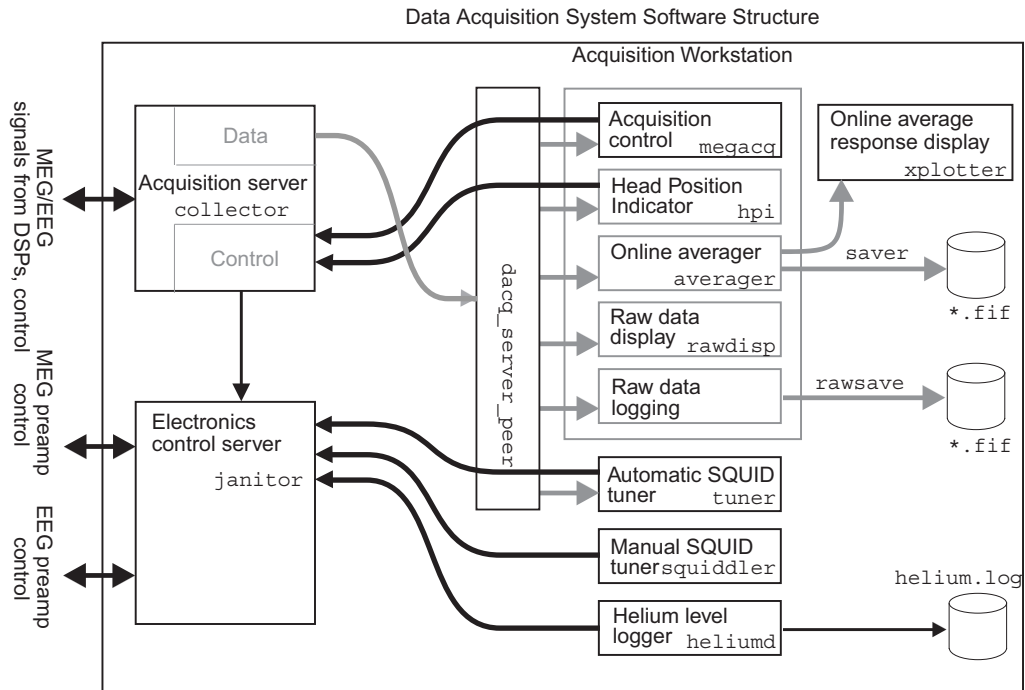 Data Acquisition System Software Structure
Acquisition Workstation
MEG/EEG
signals from DSPs, control
MEG preamp
control
EEG preamp
control
Data
Acquisition server
collector
Control
Electronics
control server
janitor
dacq_server_peer
Acquisition
control
megacq
Head Position
Indicator
hpi
Online averager
averager
Raw data
display
rawdisp
Raw data
logging
Automatic SQUID
tuner
tuner
Manual SQUID
tuner squiddler
Helium level
logger
heliumd
Online average
response display
xplotter
saver
*.fif
rawsave
*.fif
helium.log